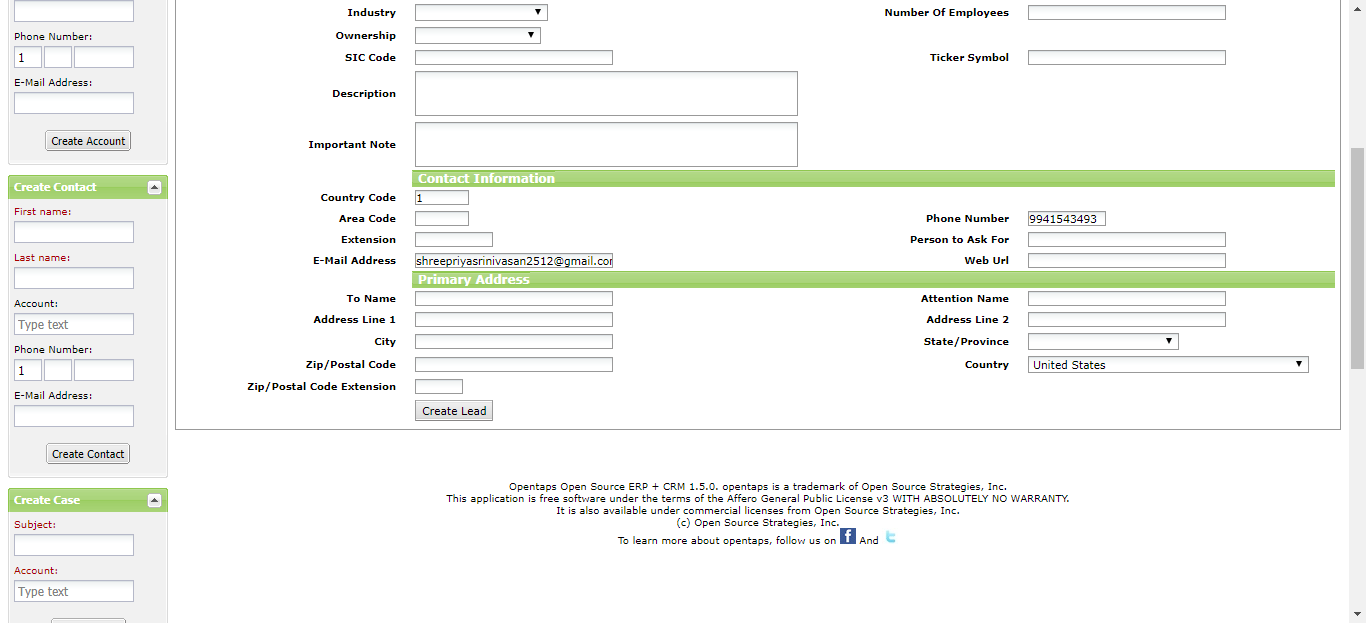 Phone Number:
1
E-Mail Address:
Create Account
Create Contact
First name:
Last name:
Account:
Type text
Phone Number:
1
E-Mail Address:
Create Contact
Create Case
Subject:
Account:
Type text
Industry
Number Of Employees
Ownership
SIC Code
Ticker Symbol
Description
Important Note
Contact Information
Country Code 1
Area Code
Phone Number 9941543493
Extension
Person to Ask For
E-Mail Address shreepriyasrinivasan2512@gmail.cor
Web Url
Primary Address
To Name
Attention Name
Address Line 1
Address Line 2
City
State/Province
Zip/Postal Code
Country United States
Zip/Postal Code Extension
Create Lead
Opentaps Open Source ERP + CRM 1.5.0. opentaps is a trademark of Open Source Strategies, Inc.
This application is free software under the terms of the Affero General Public License v3 WITH ABSOLUTELY NO WARRANTY.
It is also available under commercial licenses from Open Source Strategies, Inc.
(c) Open Source Strategies, Inc.
To learn more about opentaps, follow us on f And t